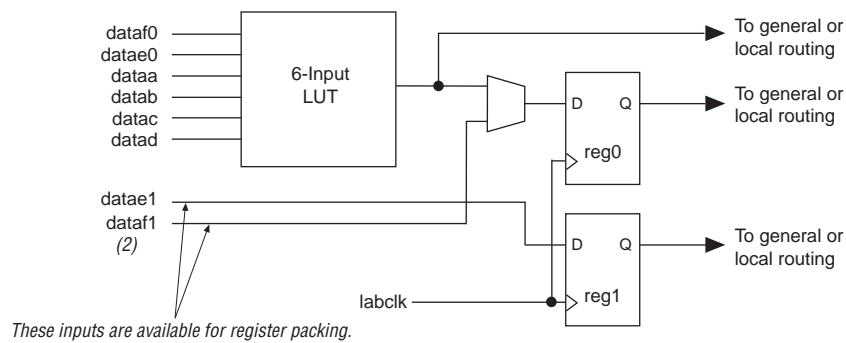 dataf0
datae0
dataa
datab
datac
datad
6-Input
LUT
To general or
local routing
D Q
reg0
To general or
local routing
datae1
dataf1
(2)
D Q
reg1
To general or
local routing
labclk
These inputs are available for register packing.